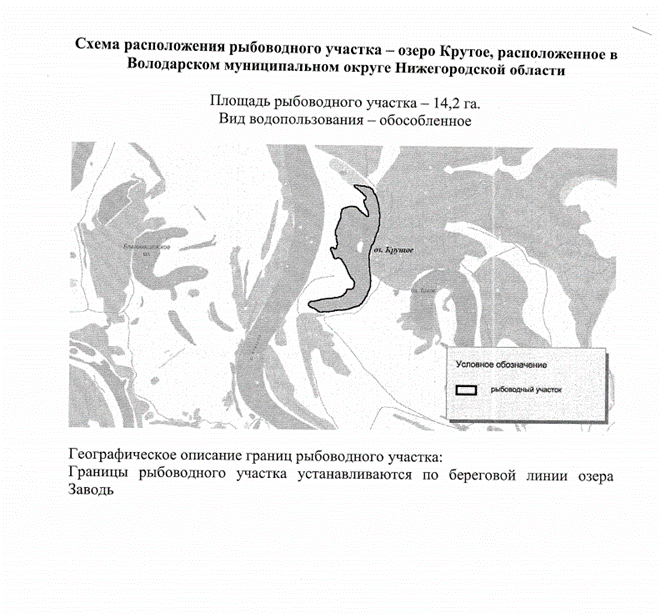 Схема расположения рыбоводного участка – озеро Крутое, расположенное в
Володарском муниципальном округе Нижегородской области
Площадь рыбоводного участка – 14,2 га.
Вид водопользования – обособленное
оз. Крутое
Условное обозначение
рыбоводный участок
Географическое описание границ рыбоводного участка:
Границы рыбоводного участка устанавливаются по береговой линии озера
Заводь